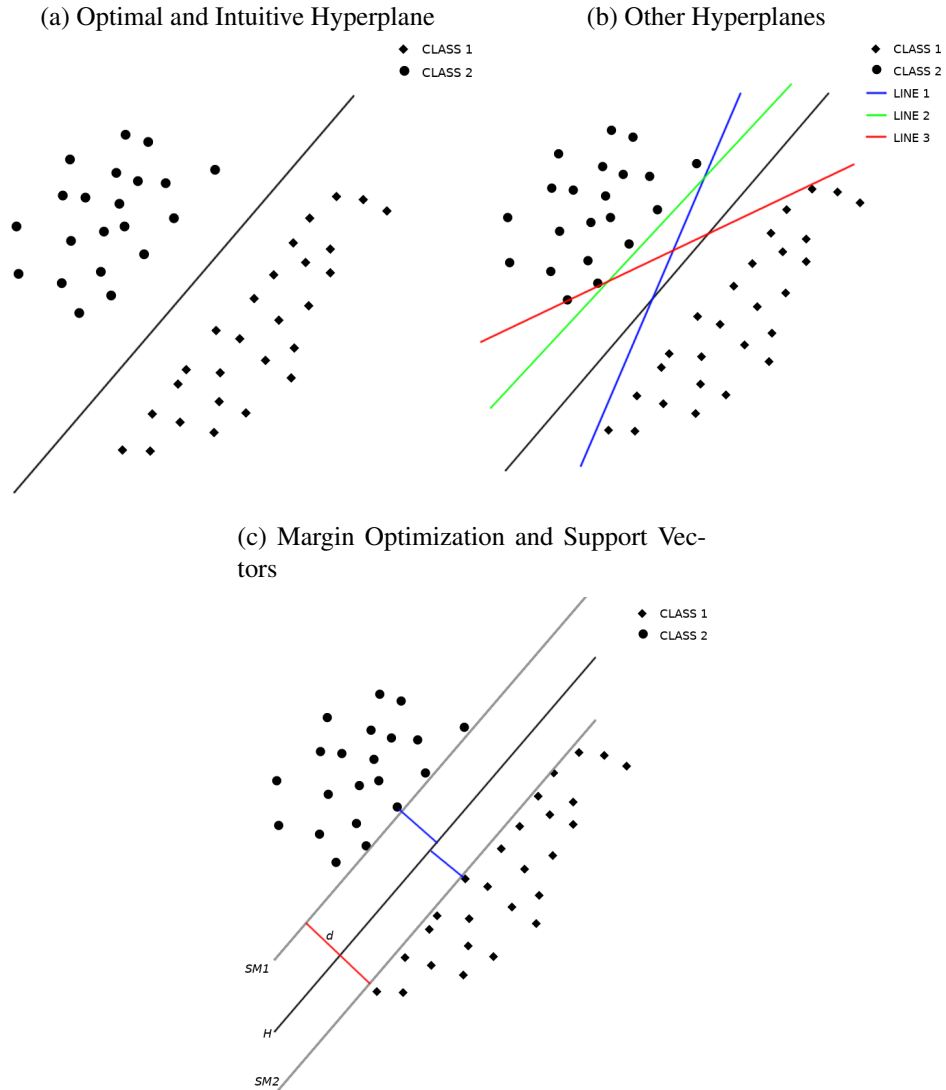 (a) Optimal and Intuitive Hyperplane
CLASS 1
CLASS 2
(b) Other Hyperplanes
CLASS 1
CLASS 2
LINE 1
LINE 2
LINE 3
(c) Margin Optimization and Support Vec-
tors
CLASS 1
CLASS 2
d
SM1
H
SM2